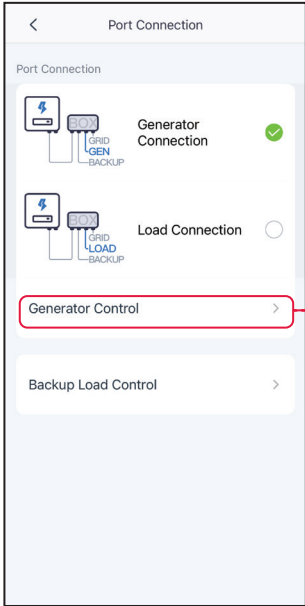 Port Connection
Port Connection
BOX
GRID
GEN
BACKUP
Generator
Connection
BOX
GRID
LOAD
BACKUP
Load Connection
Generator Control
Backup Load Control